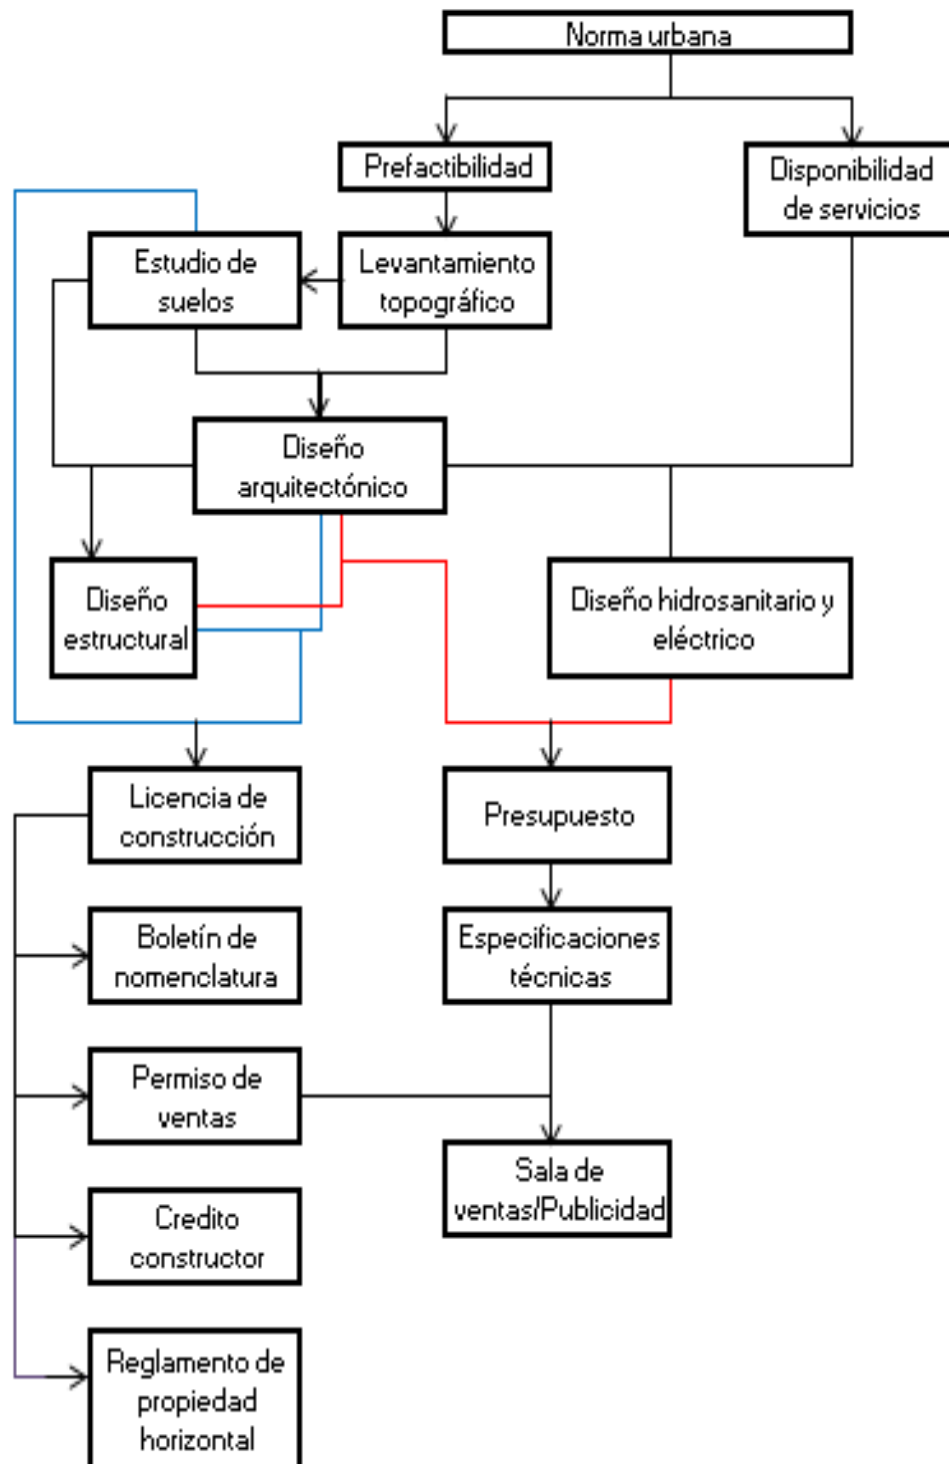 Norma urbana
Prefactibilidad
Disponibilidad
de servicios
Estudio de
suelos
Levantamiento
topográfico
Diseño
arquitectónico
Diseño
estructural
Diseño hidrosanitario y
eléctrico
Licencia de
construcción
Presupuesto
Boletín de
nomenclatura
Especificaciones
técnicas
Permiso de
ventas
Sala de
ventas/Publicidad
Credito
constructor
Reglamento de
propiedad
horizontal